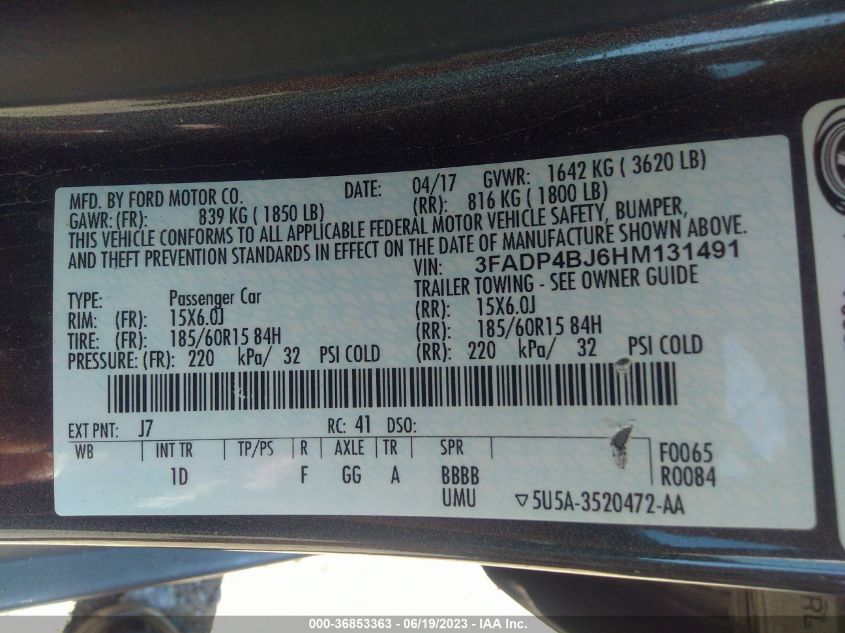 MFD. BY FORD MOTOR CO. DATE: 04/17 GVWR: 1642 KG ( 3620 LB)
GAWR: (FR): 839 KG ( 1850 LB) (RR): 816 KG ( 1800 LB)
THIS VEHICLE CONFORMS TO ALL APPLICABLE FEDERAL MOTOR VEHICLE SAFETY, BUMPER,
AND THEFT PREVENTION STANDARDS IN EFFECT ON THE DATE OF MANUFACTURE SHOWN ABOVE.
VIN: 3FADP4BJ6HM131491
TYPE: Passenger Car TRAILER TOWING - SEE OWNER GUIDE
RIM: (FR): 15X6.0J (RR): 15X6.0J
TIRE: (FR): 185/60R15 84H (RR): 185/60R15 84H
PRESSURE: (FR): 220 kPa/ 32 PSI COLD (RR): 220 kPa/ 32 PSI COLD
EXT PNT: J7 RC: 41 DSO:
WB INT TR TP/PS R AXLE TR SPR F0065
1D F GG A BBBB R0084
UMU ▽5U5A-3520472-AA
000-36853363 - 06/19/2023 - IAA Inc.